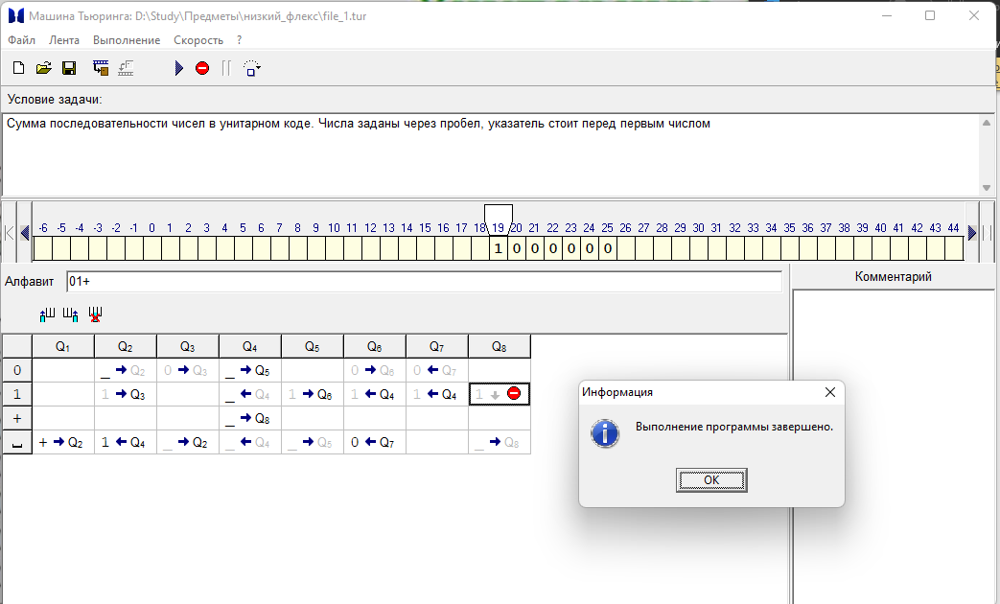 Машина Тьюринга: D:\Study\Предметы\низкий_флекс\file_1.tur
Файл Лента Выполнение Скорость ?
Условие задачи:
Сумма последовательности чисел в унитарном коде. Числа заданы через пробел, указатель стоит перед первым числом
-6 -5 -4 -3 -2 -1 0 1 2 3 4 5 6 7 8 9 10 11 12 13 14 15 16 17 18 19 20 21 22 23 24 25 26 27 28 29 30 31 32 33 34 35 36 37 38 39 40 41 42 43 44
1 0 0 0 0 0 0
Алфавит 01+
Комментарий
Q1 Q2 Q3 Q4 Q5 Q6 Q7 Q8
0 _ → Q2 0 → Q3 _ → Q5 0 → Q6 0 ← Q7
1 1 → Q3 _ ← Q4 1 → Q6 1 ← Q4 1 ← Q4 1 ↓
+ _ → Q8
_ + → Q2 1 ← Q4 _ → Q2 _ ← Q4 _ → Q5 0 ← Q7 _ → Q8
Информация
Выполнение программы завершено.
OK